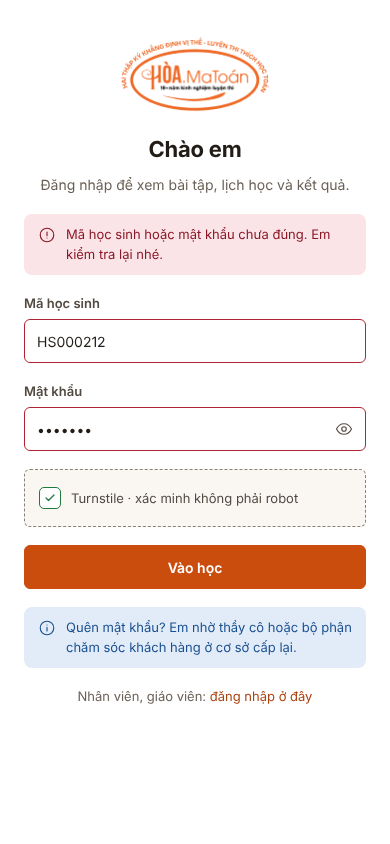 HAI THẬP KỶ KHẲNG ĐỊNH VỊ THẾ - LUYỆN THI THÍCH HỌC TOÁN
HÒA.MaToán
18+ năm kinh nghiệm luyện thi
Chào em
Đăng nhập để xem bài tập, lịch học và kết quả.
Mã học sinh hoặc mật khẩu chưa đúng. Em
kiểm tra lại nhé.
Mã học sinh
HS000212
Mật khẩu
•••••••
Turnstile · xác minh không phải robot
Vào học
Quên mật khẩu? Em nhờ thầy cô hoặc bộ phận
chăm sóc khách hàng ở cơ sở cấp lại.
Nhân viên, giáo viên: đăng nhập ở đây